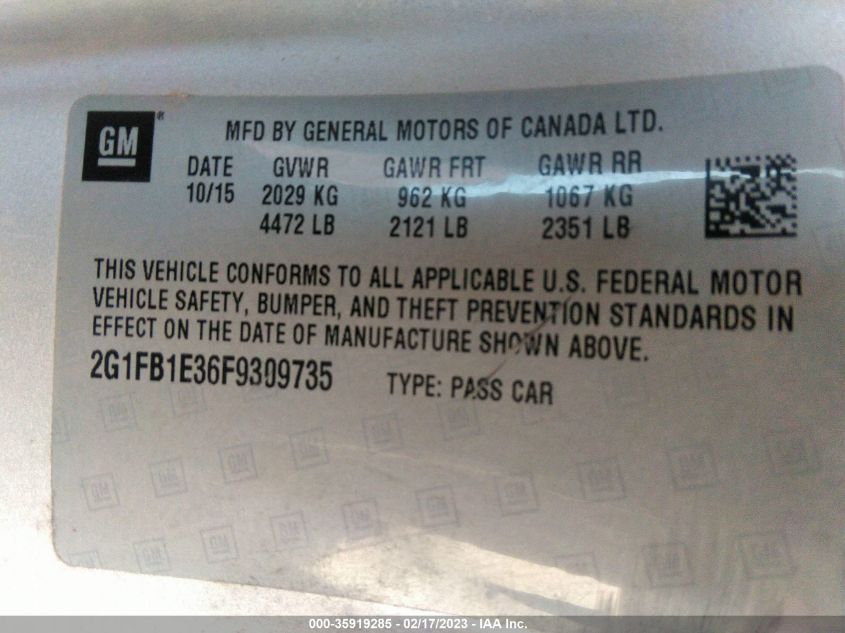 GM
MFD BY GENERAL MOTORS OF CANADA LTD.
DATE GVWR GAWR FRT GAWR RR
10/15 2029 KG 962 KG 1067 KG
4472 LB 2121 LB 2351 LB
THIS VEHICLE CONFORMS TO ALL APPLICABLE U.S. FEDERAL MOTOR
VEHICLE SAFETY, BUMPER, AND THEFT PREVENTION STANDARDS IN
EFFECT ON THE DATE OF MANUFACTURE SHOWN ABOVE.
2G1FB1E36F9309735 TYPE: PASS CAR
000-35919285 - 02/17/2023 - IAA Inc.